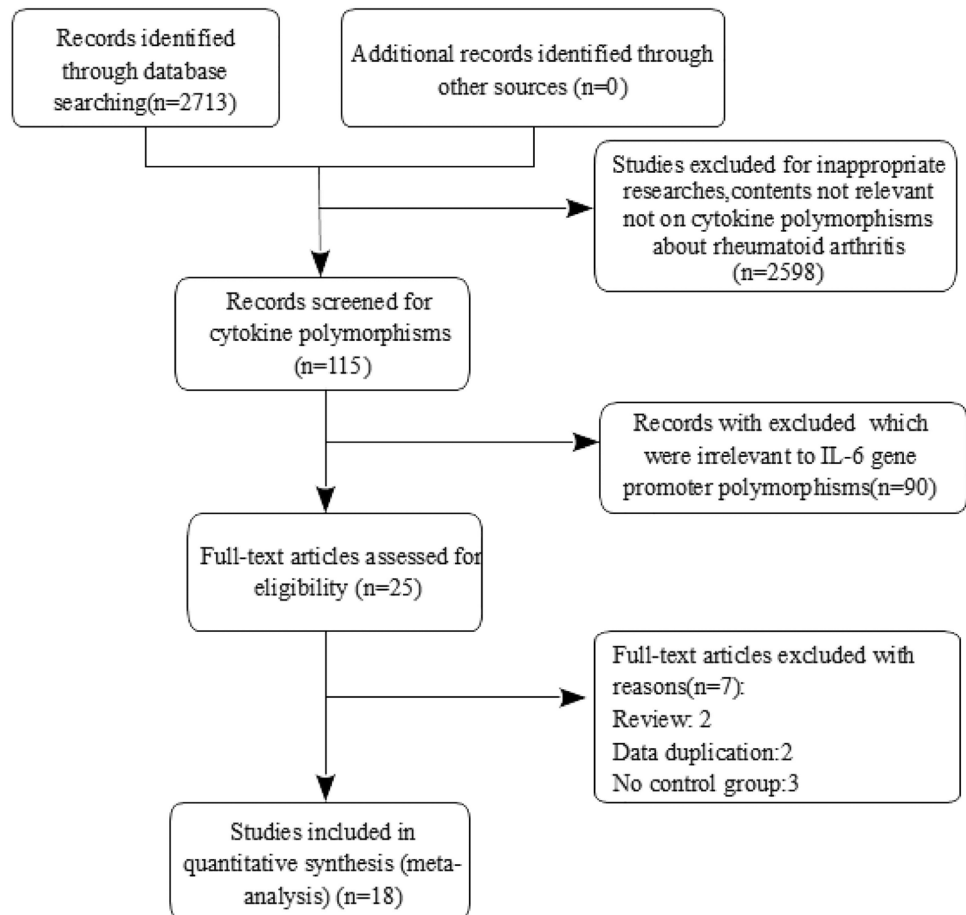 Records identified
through database
searching(n=2713)
Additional records identified through
other sources (n=0)
Studies excluded for inappropriate
researches,contents not relevant
not on cytokine polymorphisms
about rheumatoid arthritis
(n=2598)
Records screened for
cytokine polymorphisms
(n=115)
Records with excluded which
were irrelevant to IL-6 gene
promoter polymorphisms(n=90)
Full-text articles assessed for
eligibility (n=25)
Full-text articles excluded with
reasons(n=7):
Review: 2
Data duplication:2
No control group:3
Studies included in
quantitative synthesis (meta-
analysis) (n=18)